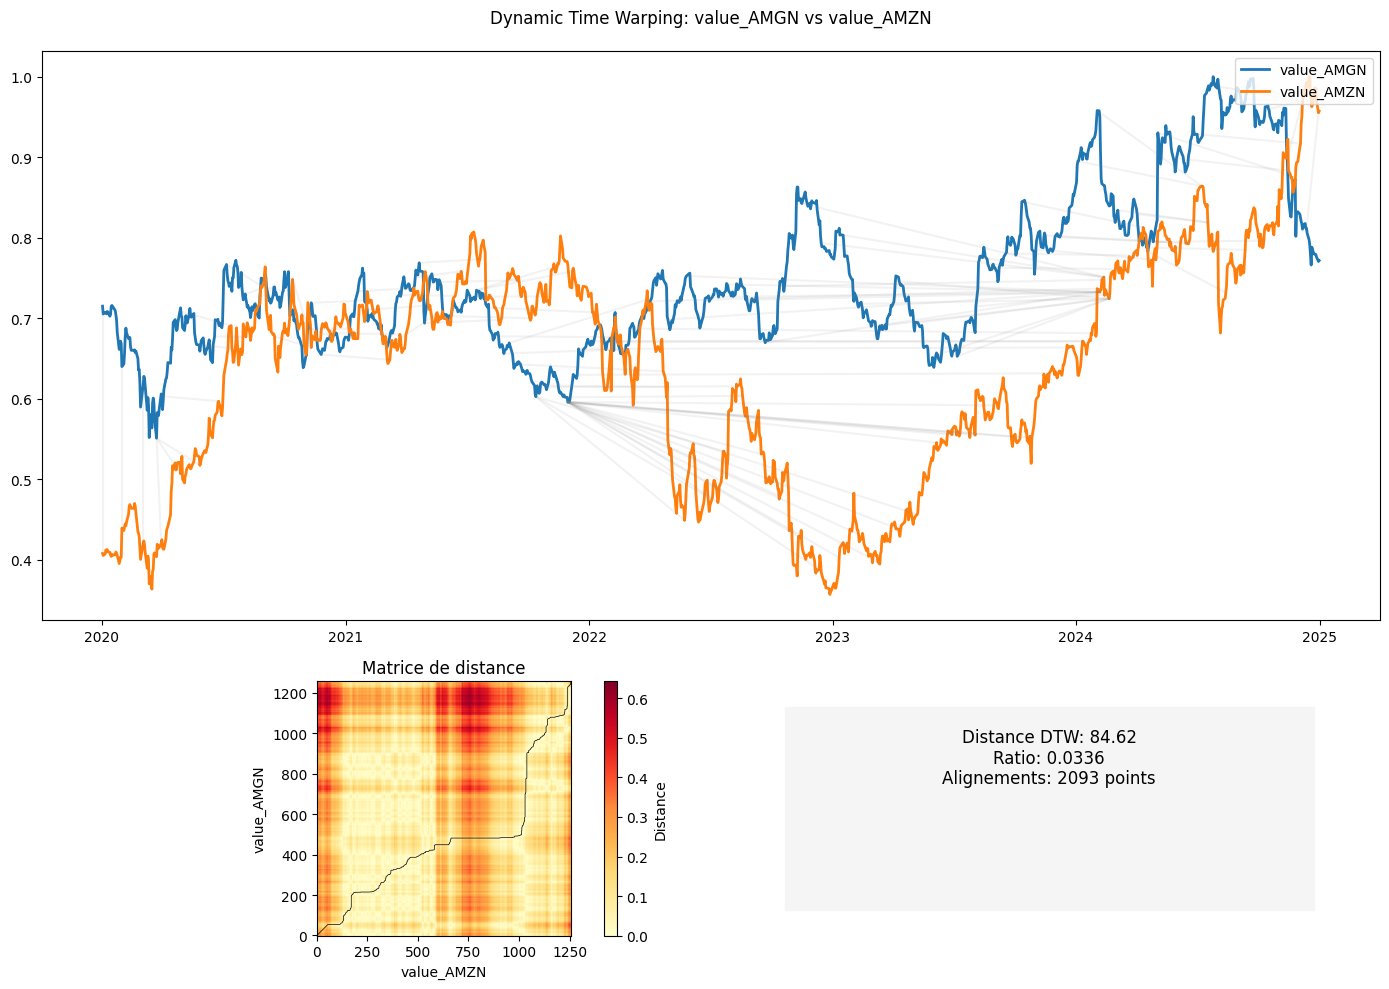 Dynamic Time Warping: value_AMGN vs value_AMZN
value_AMGN
value_AMZN
1.0
0.9
0.8
0.7
0.6
0.5
0.4
2020 2021 2022 2023 2024 2025
Matrice de distance
value_AMGN
1200
1000
800
600
400
200
0
0 250 500 750 1000 1250
value_AMZN
0.6
0.5
0.4
0.3
0.2
0.1
0.0
Distance
Distance DTW: 84.62
Ratio: 0.0336
Alignements: 2093 points